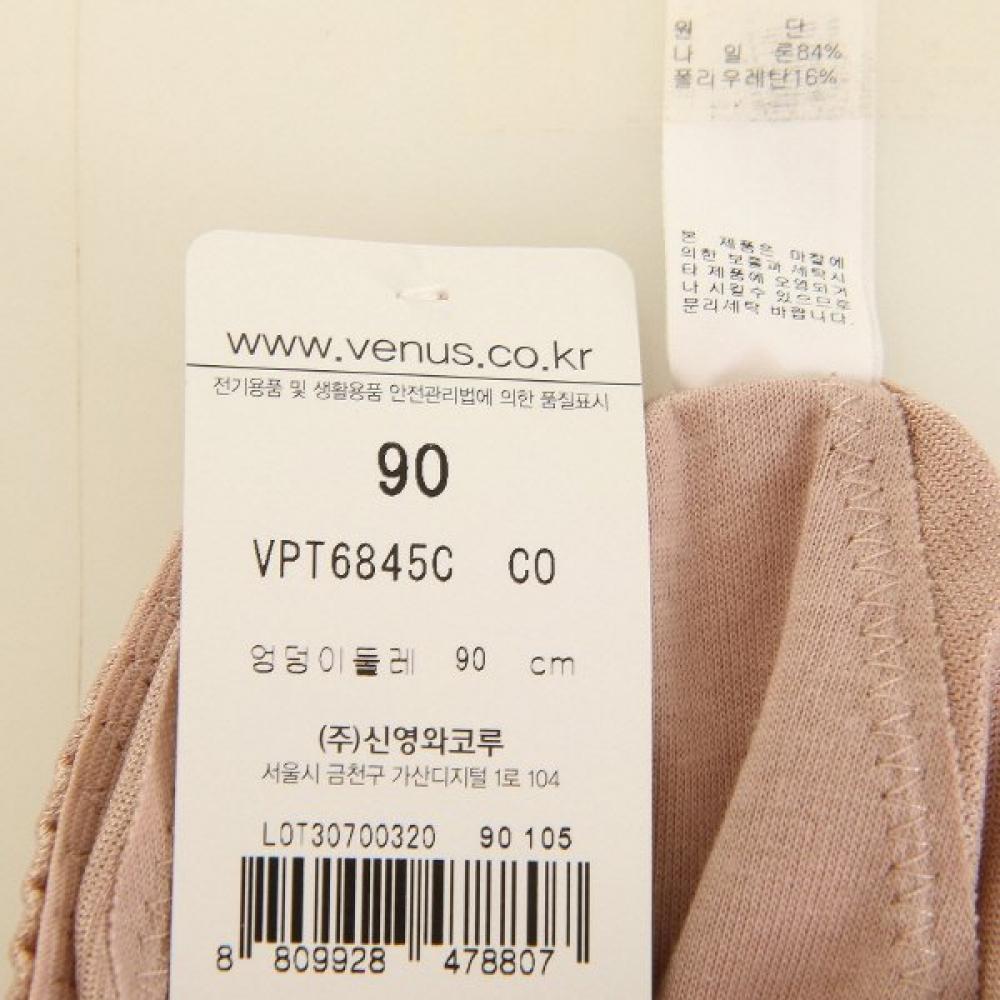 원 단
나 일 론84%
폴리우레탄16%
본 제품은 마찰에
의한 보풀과 세탁시
타 제품에 오염되거
나 시킬수 있으므로
분리세탁 바랍니다.
www.venus.co.kr
전기용품 및 생활용품 안전관리법에 의한 품질표시
90
VPT6845C CO
엉덩이둘레 90 cm
(주)신영와코루
서울시 금천구 가산디지털 1로 104
LOT30700320 90 105
8 809928 478807